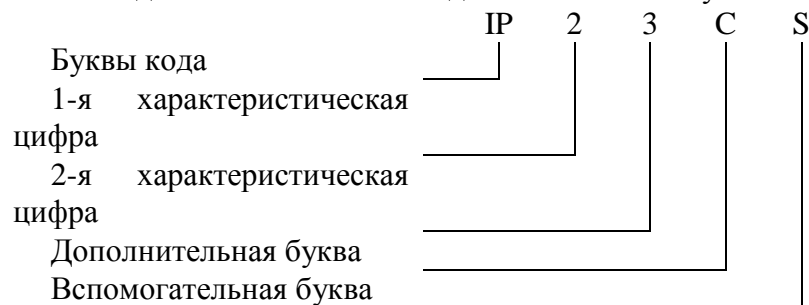 IP 2 3 C S
Буквы кода
1-я характеристическая
цифра
2-я характеристическая
цифра
Дополнительная буква
Вспомогательная буква